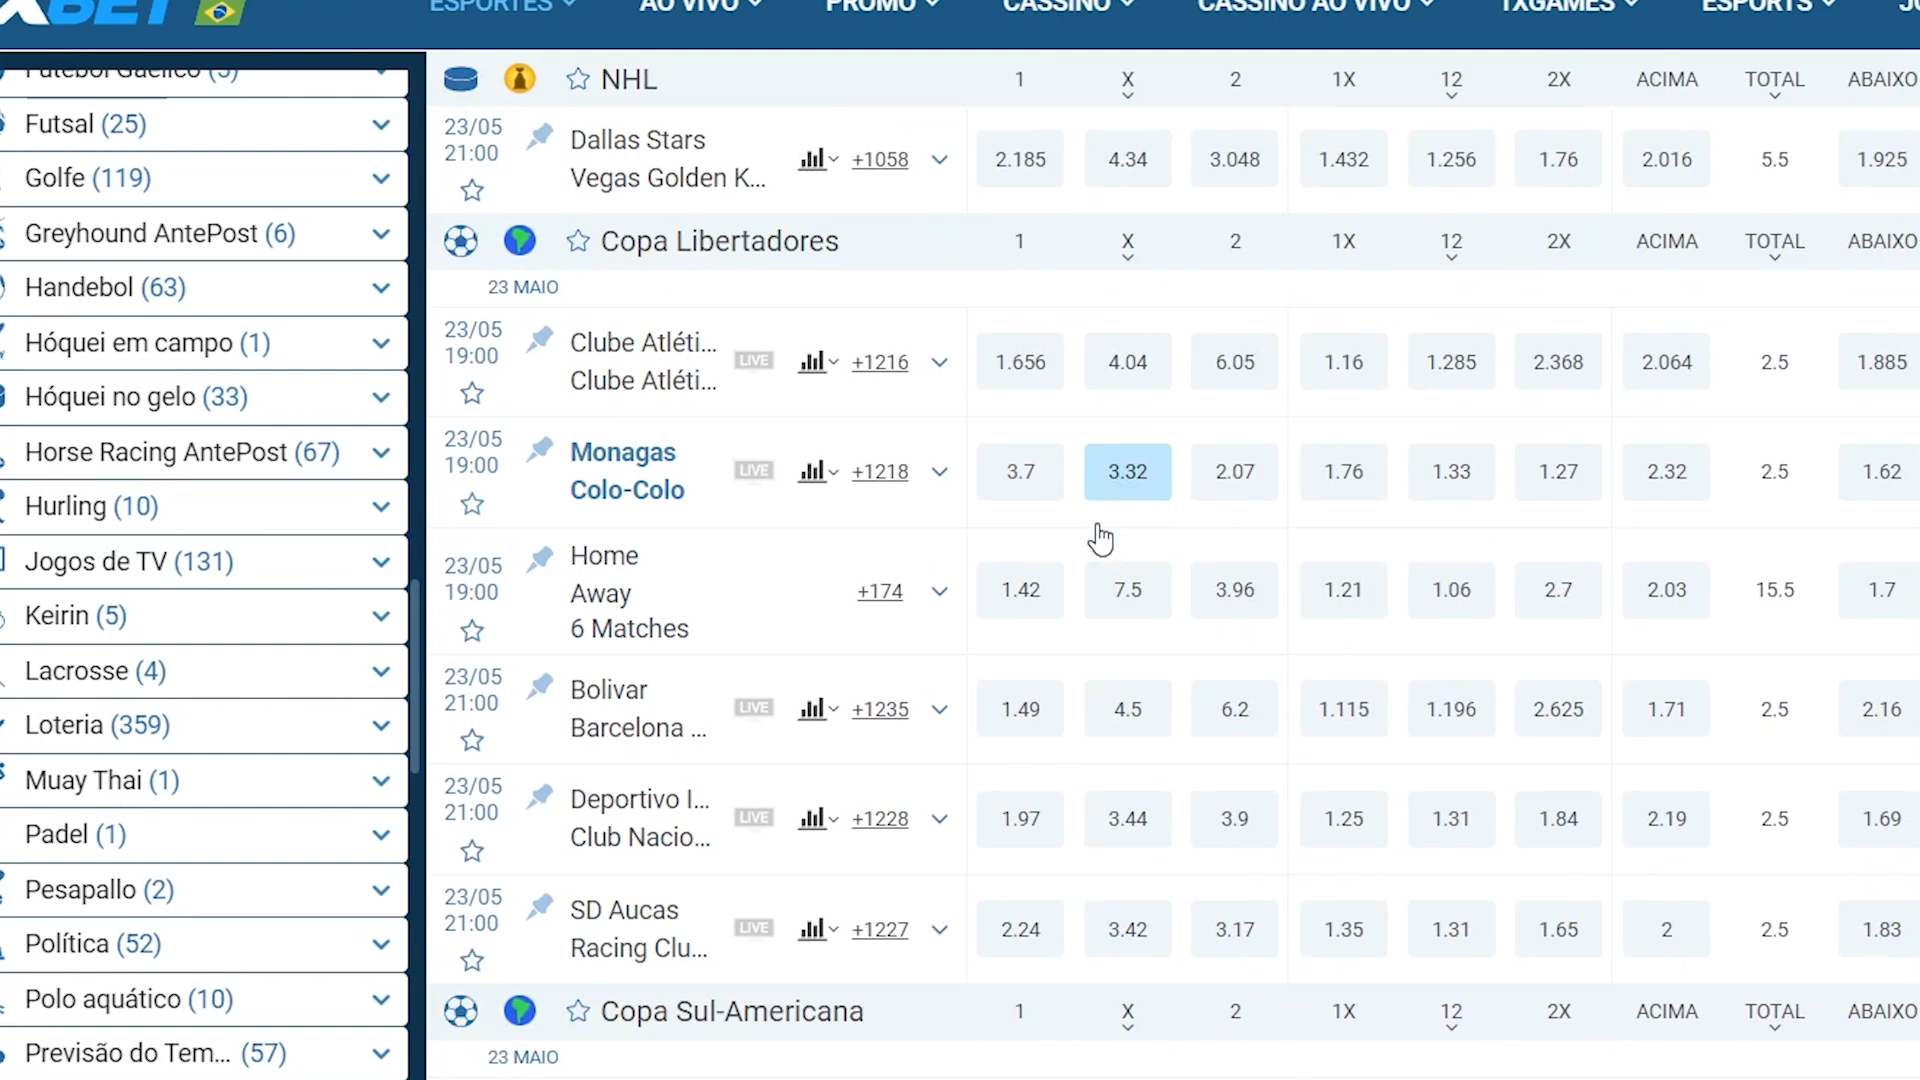 XBET
ESPORTES AO VIVO PROMO CASSINO CASSINO AO VIVO 1XGAMES ESPORTS
Futebol Gaélico (3)
Futsal (25)
Golfe (119)
Greyhound AntePost (6)
Handebol (63)
Hóquei em campo (1)
Hóquei no gelo (33)
Horse Racing AntePost (67)
Hurling (10)
Jogos de TV (131)
Keirin (5)
Lacrosse (4)
Loteria (359)
Muay Thai (1)
Padel (1)
Pesapallo (2)
Política (52)
Polo aquático (10)
Previsão do Tem... (57)
NHL 1 X 2 1X 12 2X ACIMA TOTAL ABAIXO
23/05
21:00
Dallas Stars
Vegas Golden K...
+1058 2.185 4.34 3.048 1.432 1.256 1.76 2.016 5.5 1.925
Copa Libertadores 1 X 2 1X 12 2X ACIMA TOTAL ABAIXO
23 MAIO
23/05
19:00
Clube Atléti...
Clube Atléti...
LIVE +1216 1.656 4.04 6.05 1.16 1.285 2.368 2.064 2.5 1.885
23/05
19:00
Monagas
Colo-Colo
LIVE +1218 3.7 3.32 2.07 1.76 1.33 1.27 2.32 2.5 1.62
23/05
19:00
Home
Away
6 Matches
+174 1.42 7.5 3.96 1.21 1.06 2.7 2.03 15.5 1.7
23/05
21:00
Bolivar
Barcelona ...
LIVE +1235 1.49 4.5 6.2 1.115 1.196 2.625 1.71 2.5 2.16
23/05
21:00
Deportivo I...
Club Nacio...
LIVE +1228 1.97 3.44 3.9 1.25 1.31 1.84 2.19 2.5 1.69
23/05
21:00
SD Aucas
Racing Clu...
LIVE +1227 2.24 3.42 3.17 1.35 1.31 1.65 2 2.5 1.83
Copa Sul-Americana 1 X 2 1X 12 2X ACIMA TOTAL ABAIXO
23 MAIO